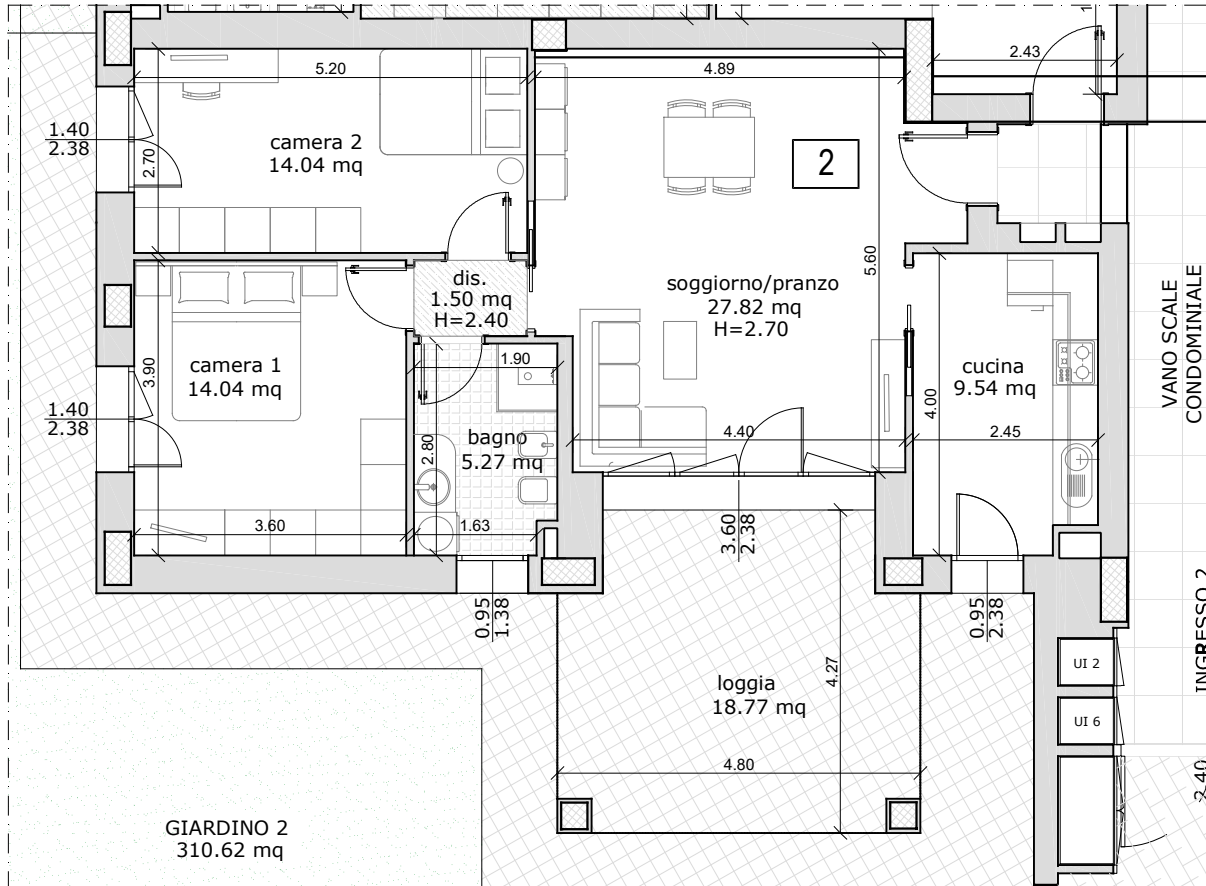 2.43
5.20
4.89
1.40
2.38
camera 2
14.04 mq
2.70
2
dis.
1.50 mq
H=2.40
soggiorno/pranzo
27.82 mq
H=2.70
5.60
VANO SCALE
CONDOMINIALE
camera 1
14.04 mq
3.90
1.90
cucina
9.54 mq
4.00
1.40
2.38
bagno
5.27 mq
2.80
4.40
2.45
3.60
1.63
3.60
2.38
0.95
1.38
0.95
2.38
INGRESSO 2
UI 2
loggia
18.77 mq
4.27
UI 6
4.80
2.40
GIARDINO 2
310.62 mq